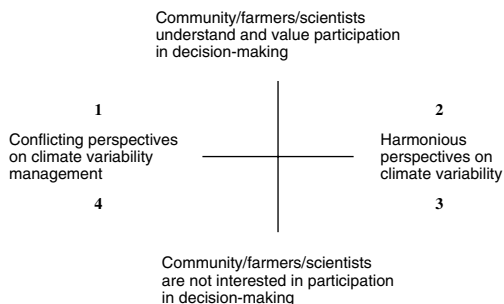 Community/farmers/scientists
understand and value participation
in decision-making
1
2
Conflicting perspectives
on climate variability
management
Harmonious
perspectives on
climate variability
4
3
Community/farmers/scientists
are not interested in participation
in decision-making